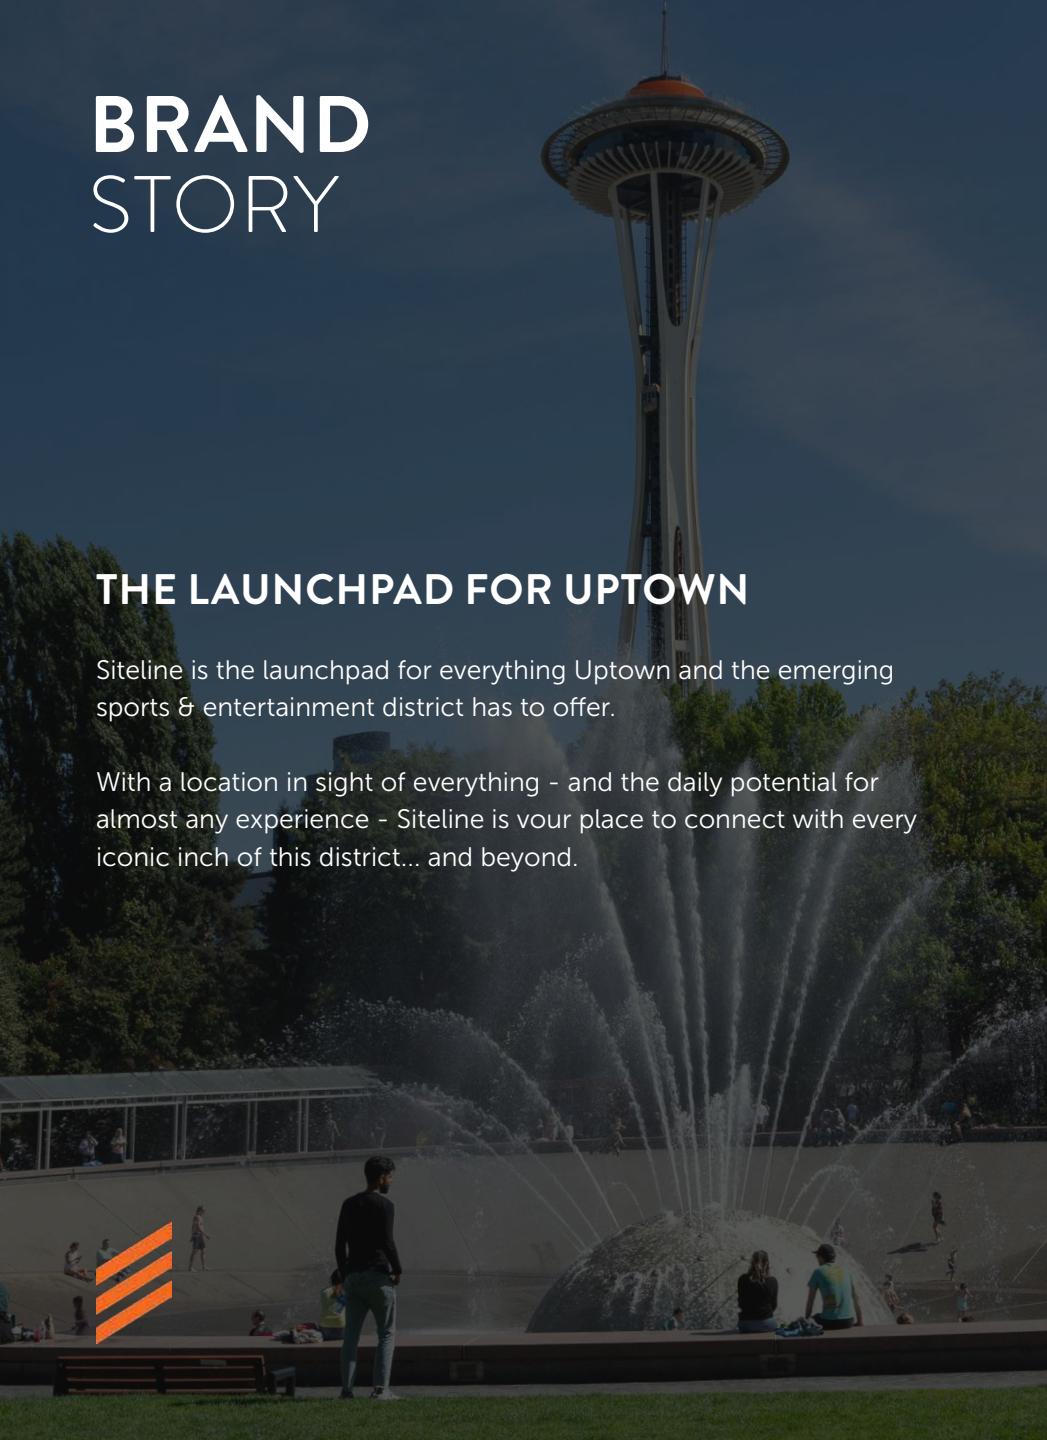 BRAND
STORY
THE LAUNCHPAD FOR UPTOWN
Siteline is the launchpad for everything Uptown and the emerging
sports & entertainment district has to offer.
With a location in sight of everything - and the daily potential for
almost any experience - Siteline is vour place to connect with every
iconic inch of this district... and beyond.